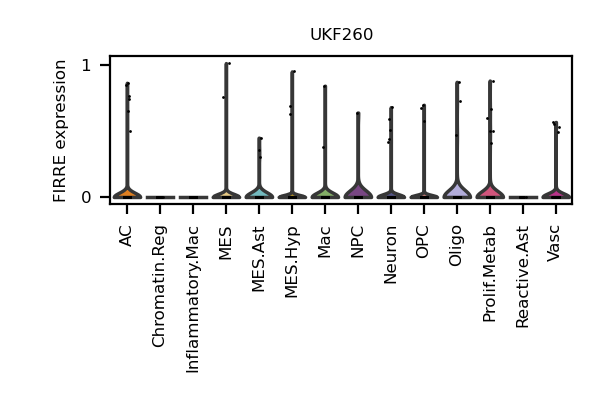 UKF260
FIRRE expression
1
0
AC
Chromatin.Reg
Inflammatory.Mac
MES
MES.Ast
MES.Hyp
Mac
NPC
Neuron
OPC
Oligo
Prolif.Metab
Reactive.Ast
Vasc